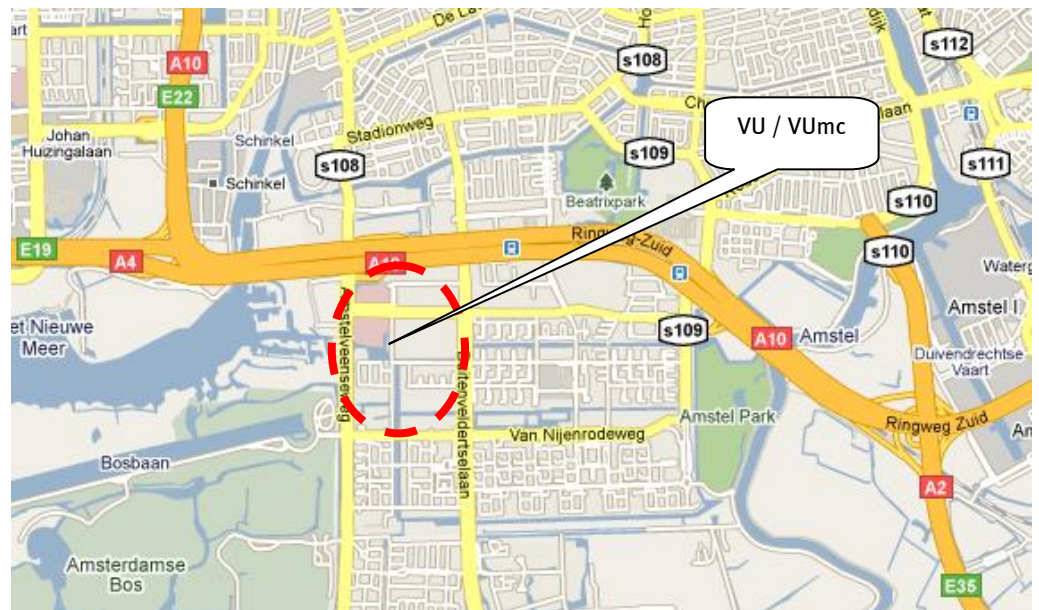 art
De La
A10
E22
s108
s112
Ch
laan
VU / VUmc
Johan
Huizingalaan
Schinkel
Stadionweg
s108
s109
s111
Schinkel
Beatrixpark
s110
E19
A4
A10
Ringweg-Zuid
s110
Waterg
et Nieuwe
Meer
Amstelveenseweg
Buitenveldertselaan
s109
A10
Amstel
Amstel I
Duivendrechtse
Vaart
Amstel Park
Ringweg Zuid
Am
Van Nijenrodeweg
Bosbaan
A2
Amsterdamse
Bos
E35